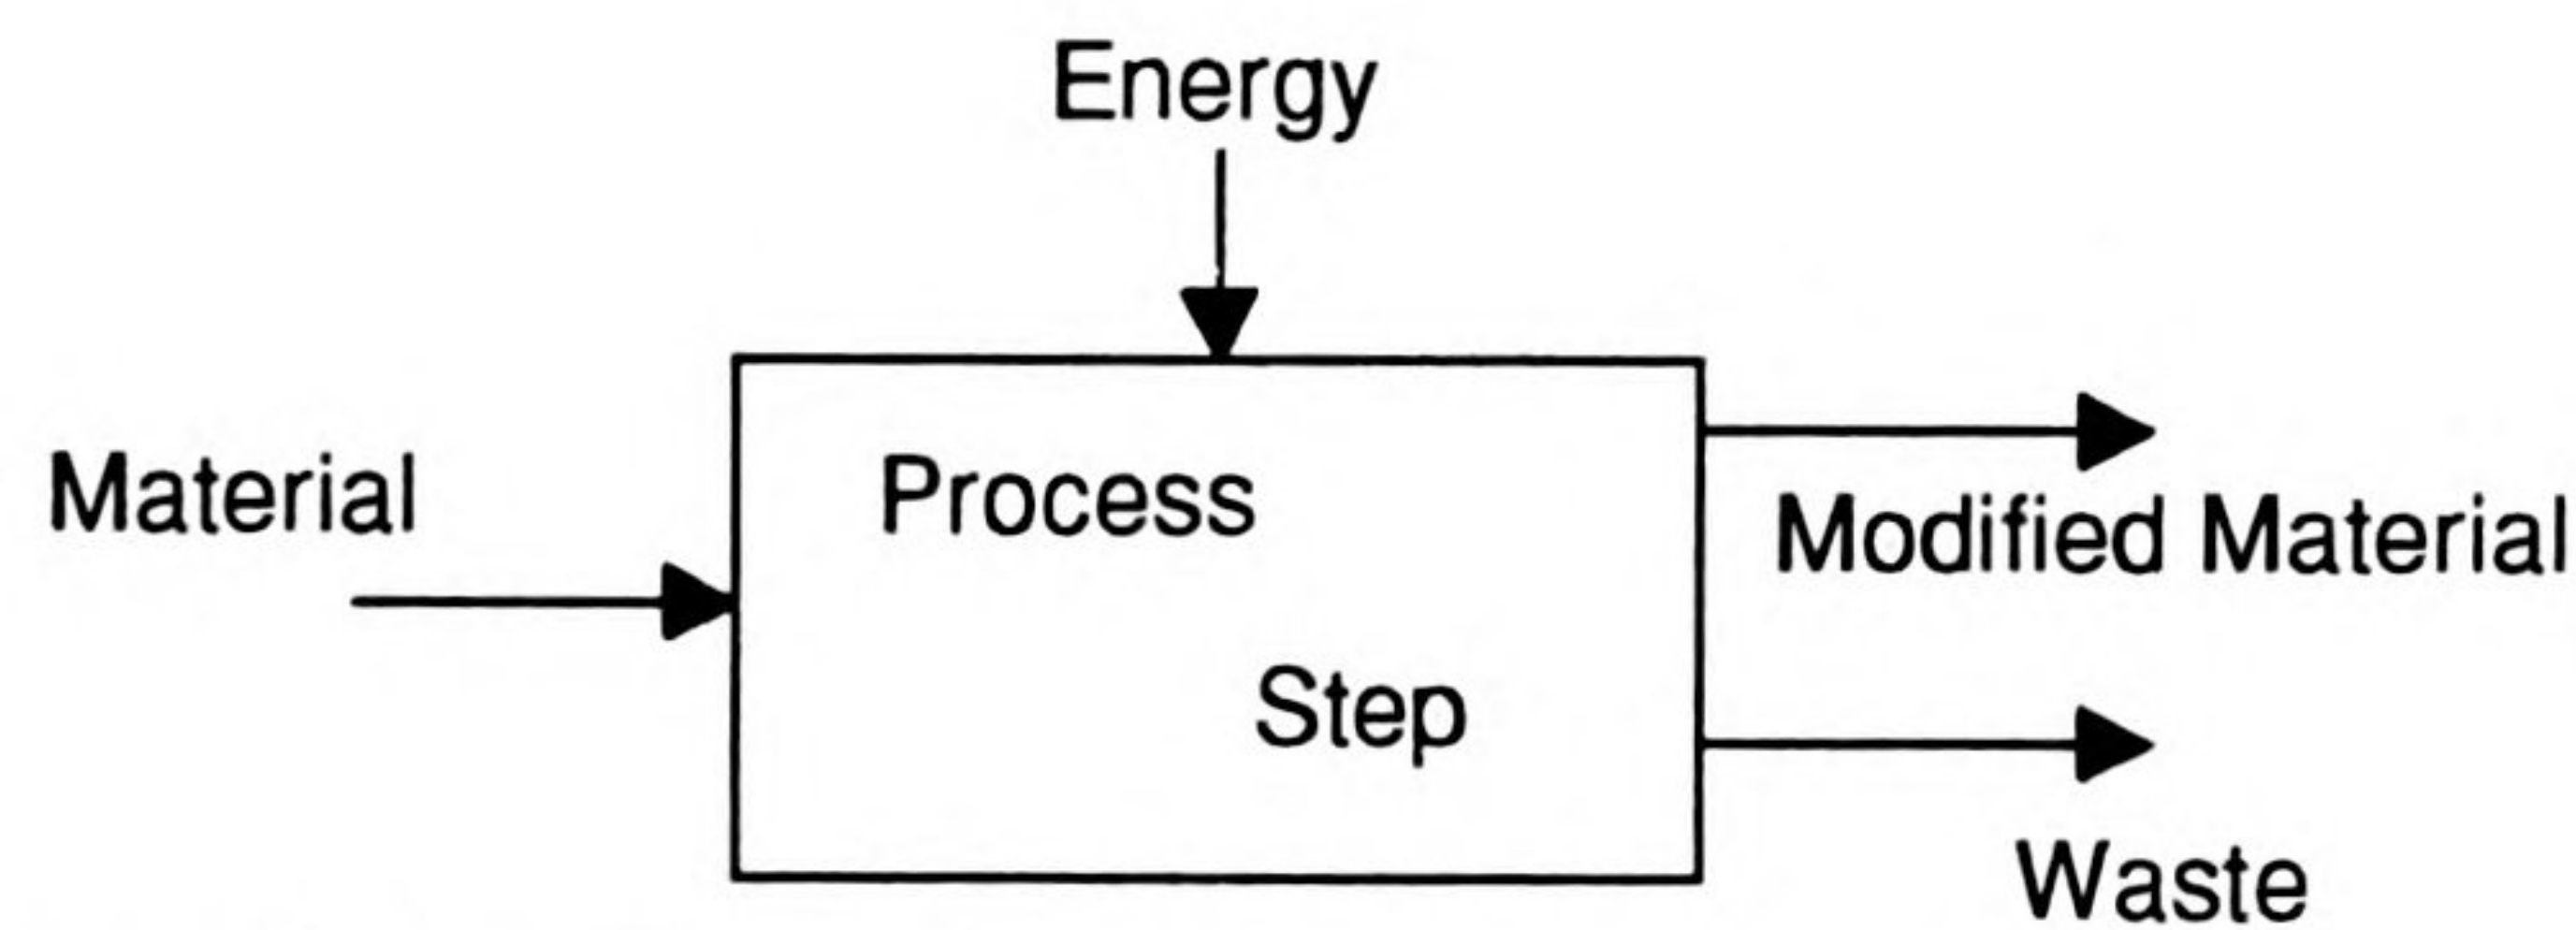 Energy
Material
Process
Modified Material
Step
Waste